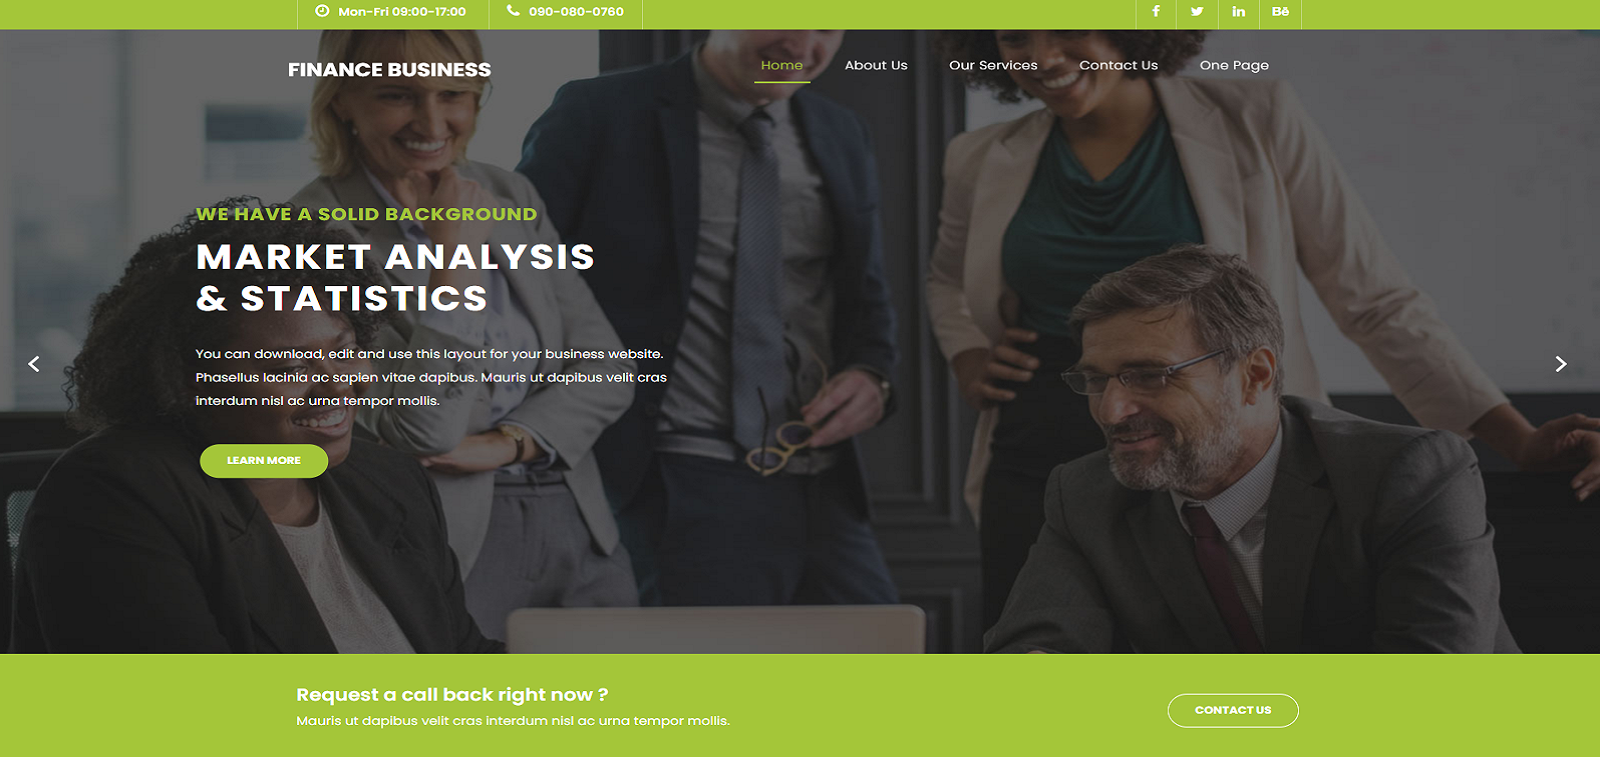 Mon-Fri 09:00-17:00
090-080-0760
f
in
Bē
FINANCE BUSINESS
Home
About Us
Our Services
Contact Us
One Page
WE HAVE A SOLID BACKGROUND
MARKET ANALYSIS
& STATISTICS
You can download, edit and use this layout for your business website.
Phasellus lacinia ac sapien vitae dapibus. Mauris ut dapibus velit cras
interdum nisl ac urna tempor mollis.
LEARN MORE
Request a call back right now ?
Mauris ut dapibus velit cras interdum nisl ac urna tempor mollis.
CONTACT US